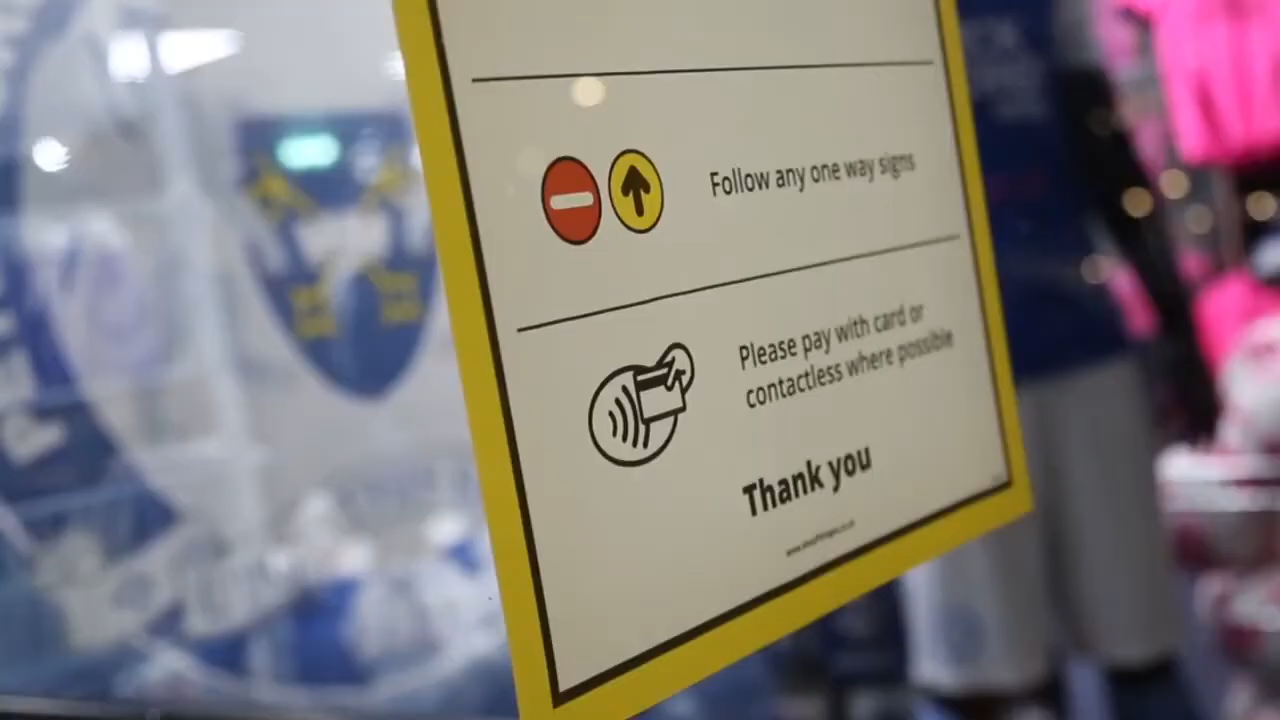 Follow any one way signs
Please pay with card or
contactless where possible
Thank you